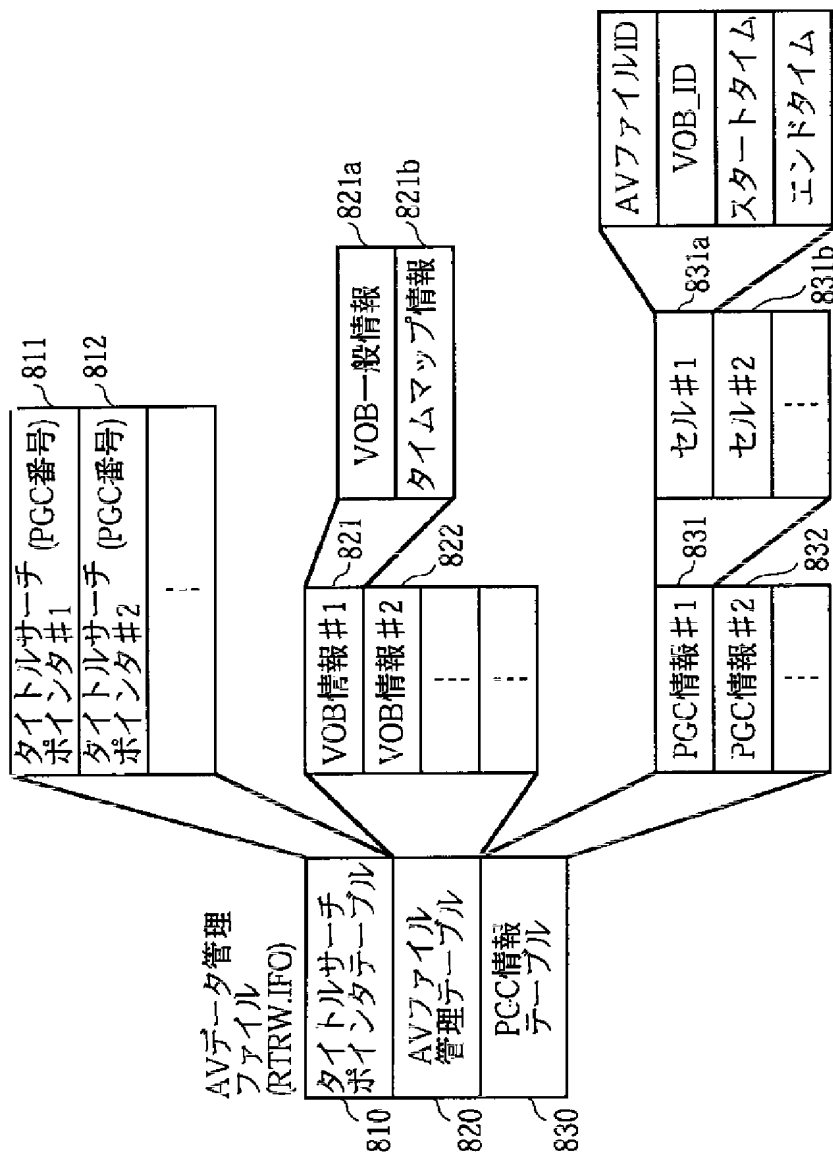 AVデータ管理
ファイル
(RTRW.IFO)
タイトルサーチ
ポインタテーブル
810
AVファイル
管理テーブル
820
PGC情報
テーブル
830
タイトルサーチ
ポインタ#1 (PGC番号)
811
タイトルサーチ
ポインタ#2 (PGC番号)
812
VOB情報#1
821
VOB情報#2
822
VOB一般情報
821a
タイムマップ情報
821b
PGC情報#1
831
PGC情報#2
832
セル#1
831a
セル#2
831b
AVファイルID
VOB_ID
スタートタイム
エンドタイム